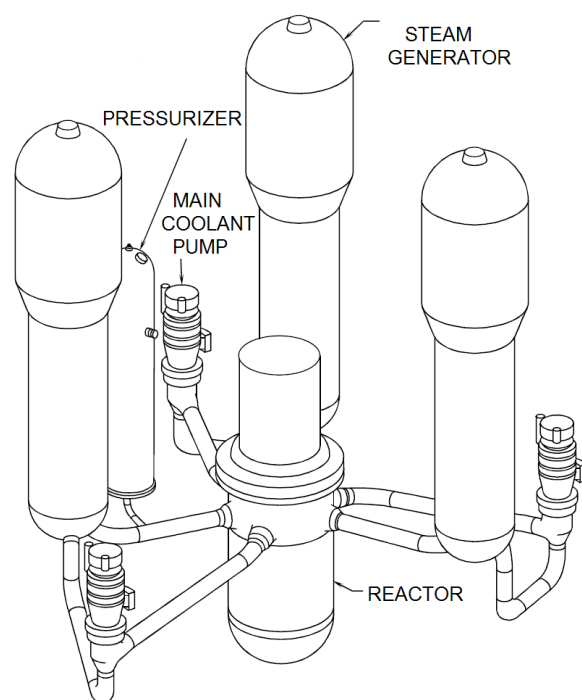 STEAM
GENERATOR
PRESSURIZER
MAIN
COOLANT
PUMP
REACTOR